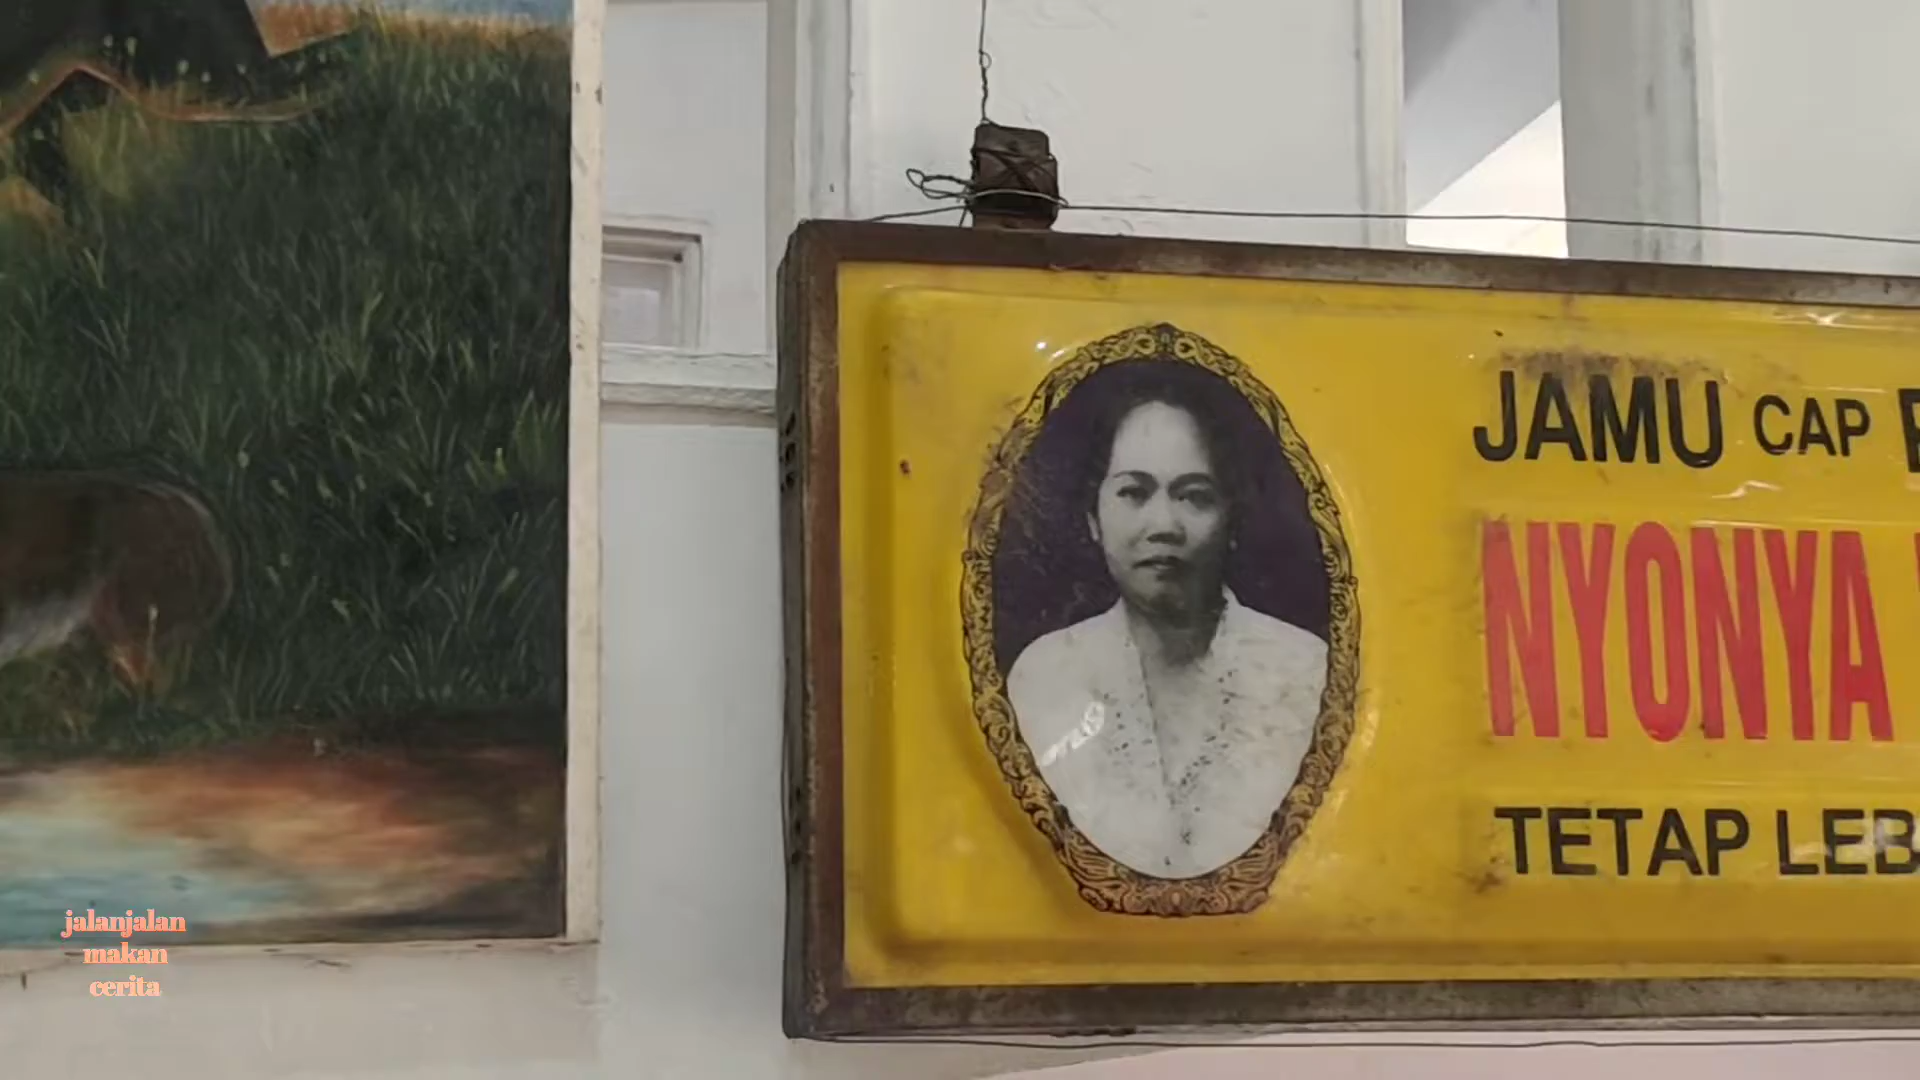 JAMU CAP
NYONYA
TETAP LEB
jalanjalan
makan
cerita